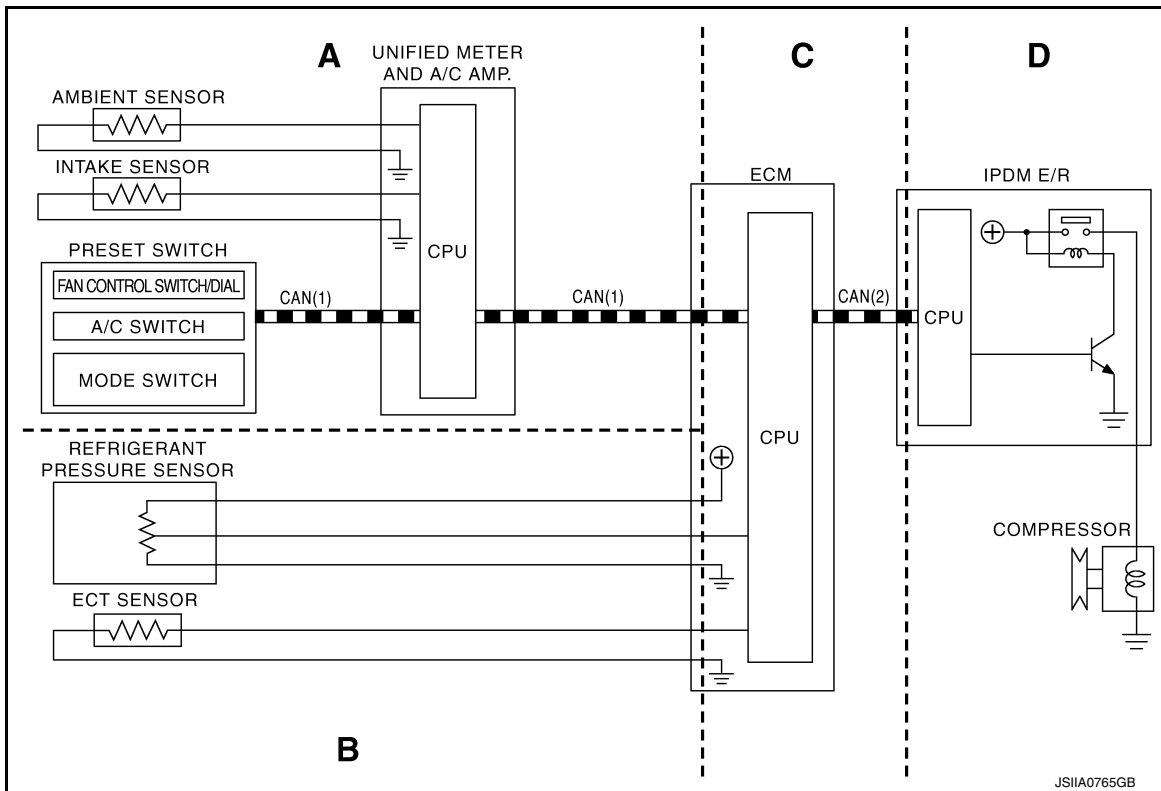 A
UNIFIED METER
AND A/C AMP.
C
D
AMBIENT SENSOR
INTAKE SENSOR
ECM
IPDM E/R
PRESET SWITCH
CPU
FAN CONTROL SWITCH/DIAL
CAN(1)
CAN(1)
CAN(2)
A/C SWITCH
CPU
MODE SWITCH
CPU
REFRIGERANT
PRESSURE SENSOR
COMPRESSOR
ECT SENSOR
B
JSIIA0765GB